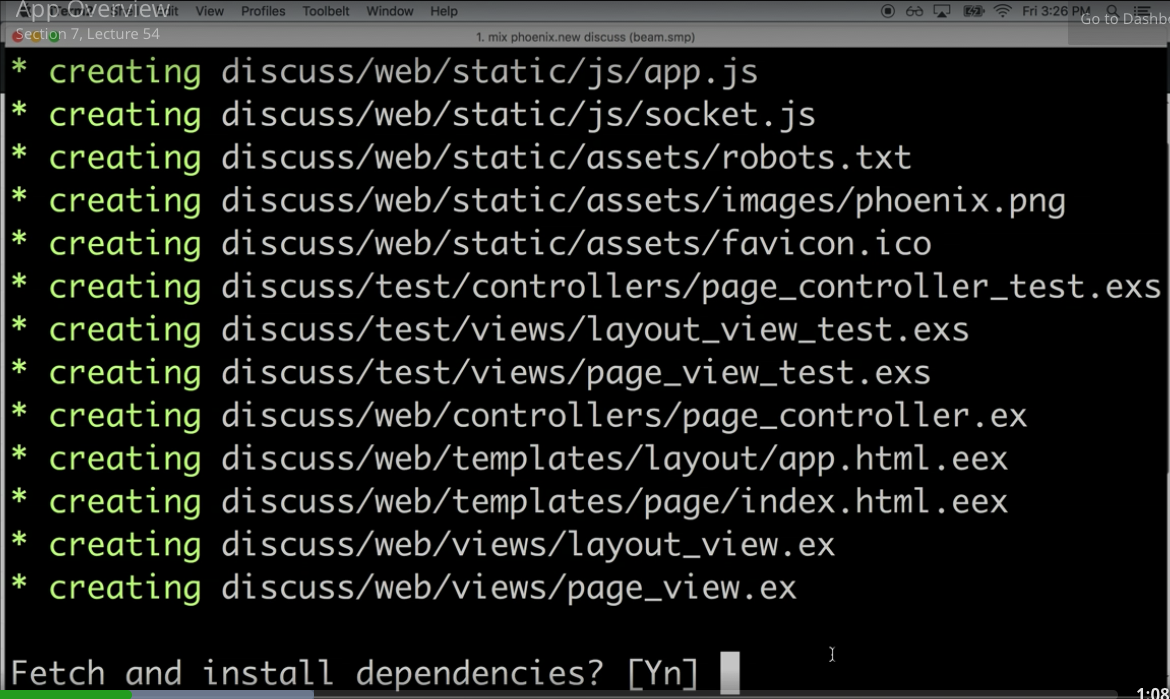 App Overview
Edit View Profiles Toolbelt Window Help
Fri 3:26 PM
Go to Dashb
Section 7, Lecture 54
1. mix phoenix.new discuss (beam.smp)
* creating discuss/web/static/js/app.js
* creating discuss/web/static/js/socket.js
* creating discuss/web/static/assets/robots.txt
* creating discuss/web/static/assets/images/phoenix.png
* creating discuss/web/static/assets/favicon.ico
* creating discuss/test/controllers/page_controller_test.exs
* creating discuss/test/views/layout_view_test.exs
* creating discuss/test/views/page_view_test.exs
* creating discuss/web/controllers/page_controller.ex
* creating discuss/web/templates/layout/app.html.eex
* creating discuss/web/templates/page/index.html.eex
* creating discuss/web/views/layout_view.ex
* creating discuss/web/views/page_view.ex
Fetch and install dependencies? [Yn]
1:08